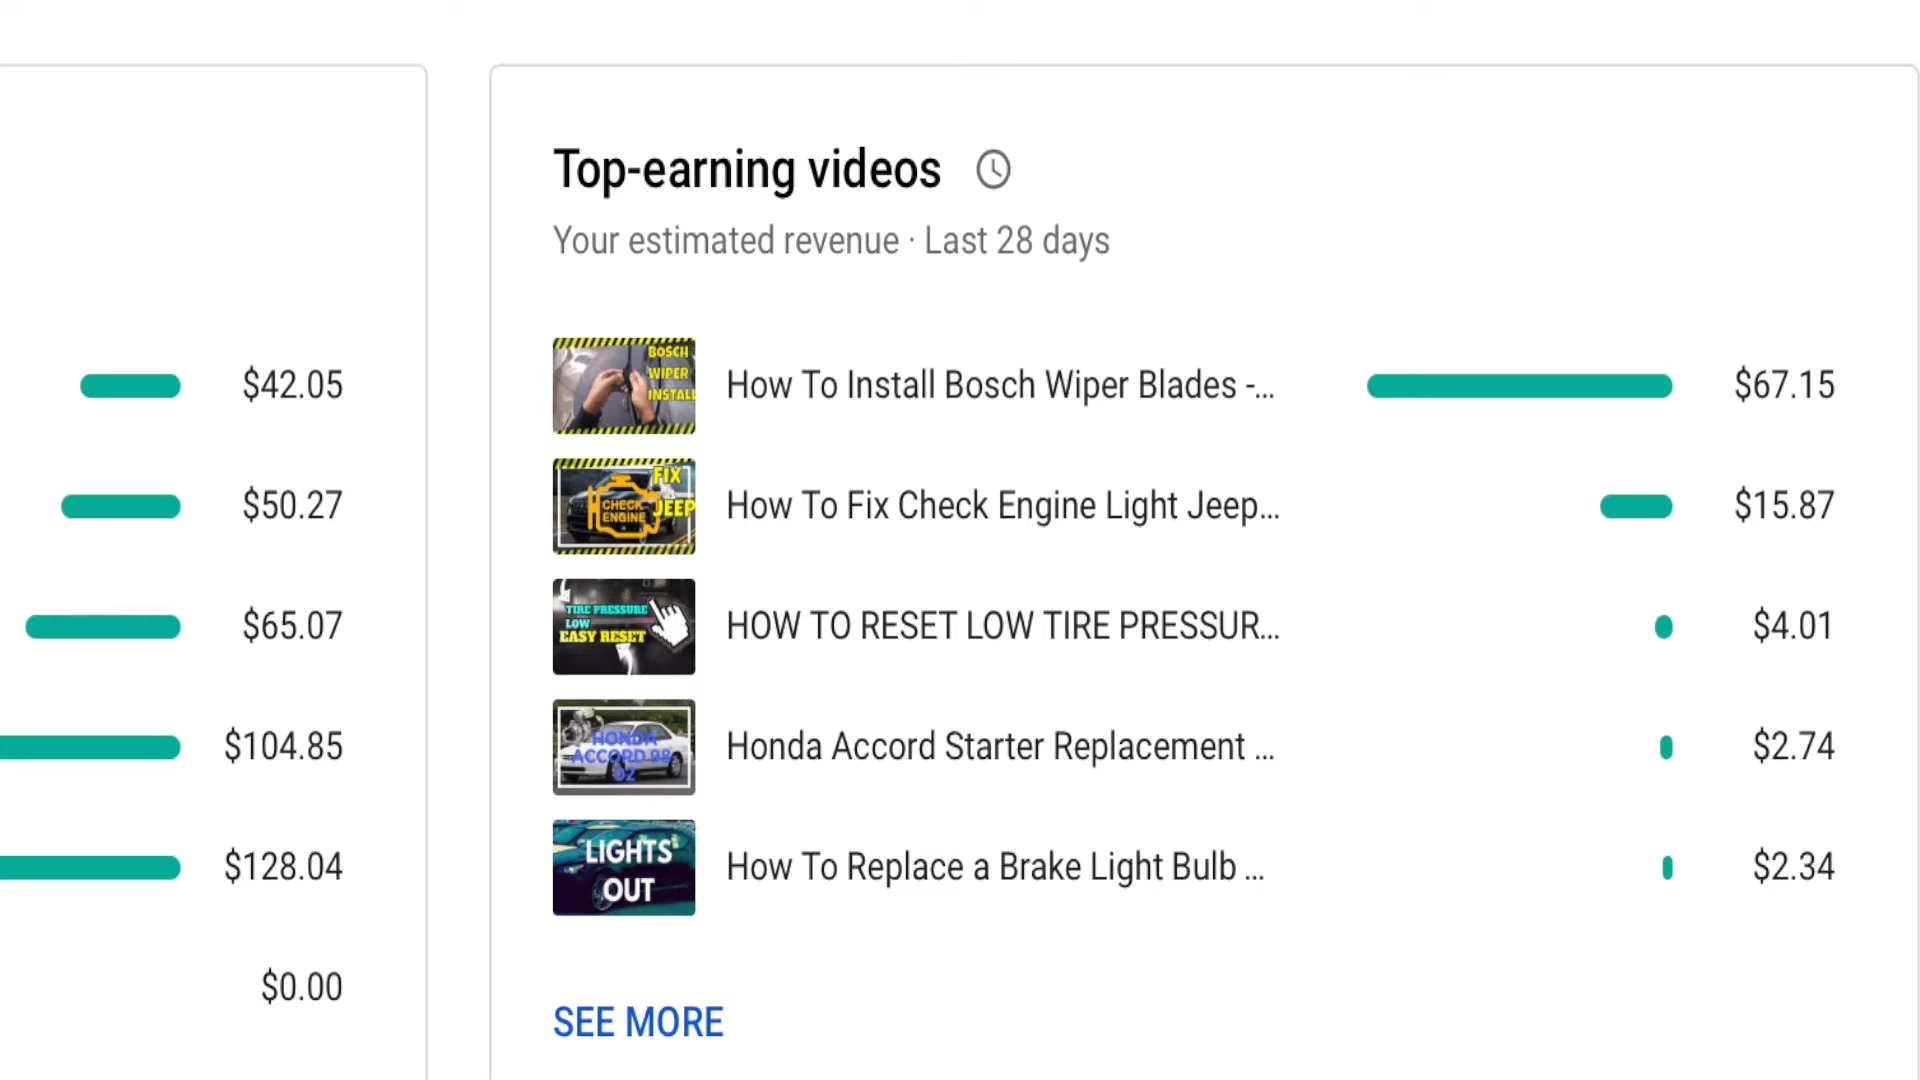 $42.05
$50.27
$65.07
$104.85
$128.04
$0.00
Top-earning videos
Your estimated revenue · Last 28 days
BOSCH
WIPER
INSTALL
How To Install Bosch Wiper Blades -...
$67.15
FIX
JEEP
CHECK
ENGINE
How To Fix Check Engine Light Jeep...
$15.87
TIRE PRESSURE
LOW
EASY RESET
HOW TO RESET LOW TIRE PRESSUR...
$4.01
HONDA
ACCORD 98-
02
Honda Accord Starter Replacement ...
$2.74
LIGHTS
OUT
How To Replace a Brake Light Bulb ...
$2.34
SEE MORE